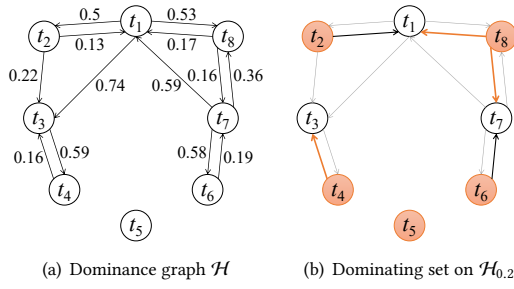 0.5 t₁ 0.53
t₂ 0.13 0.17 t₈
0.22 0.74 0.59 0.16 0.36
t₃ t₇
0.16 0.59 0.58 0.19
t₄ t₆
t₅
(a) Dominance graph ℋ
t₁
t₂ t₈
t₃ t₇
t₄ t₆
t₅
(b) Dominating set on ℋ₀.₂